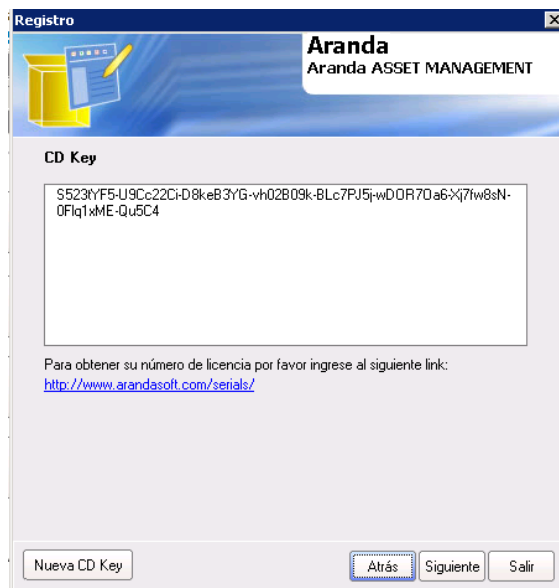 Registro
Aranda
Aranda ASSET MANAGEMENT
CD Key
S523tYF5-U9Cc22Ci-D8keB3YG-vh02B09k-BLc7PJ5j-wDOR7Oa6-Xj7fw8sN-
0Flq1xME-Qu5C4
Para obtener su número de licencia por favor ingrese al siguiente link:
http://www.arandasoft.com/serials/
Nueva CD Key
Atrás
Siguiente
Salir